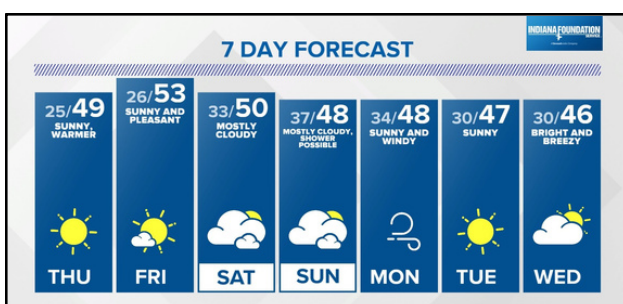 INDIANA FOUNDATION
SERVICE
7 DAY FORECAST
25/49
SUNNY,
WARMER
THU
26/53
SUNNY AND
PLEASANT
FRI
33/50
MOSTLY
CLOUDY
SAT
37/48
MOSTLY CLOUDY,
SHOWER
POSSIBLE
SUN
34/48
SUNNY AND
WINDY
MON
30/47
SUNNY
TUE
30/46
BRIGHT AND
BREEZY
WED